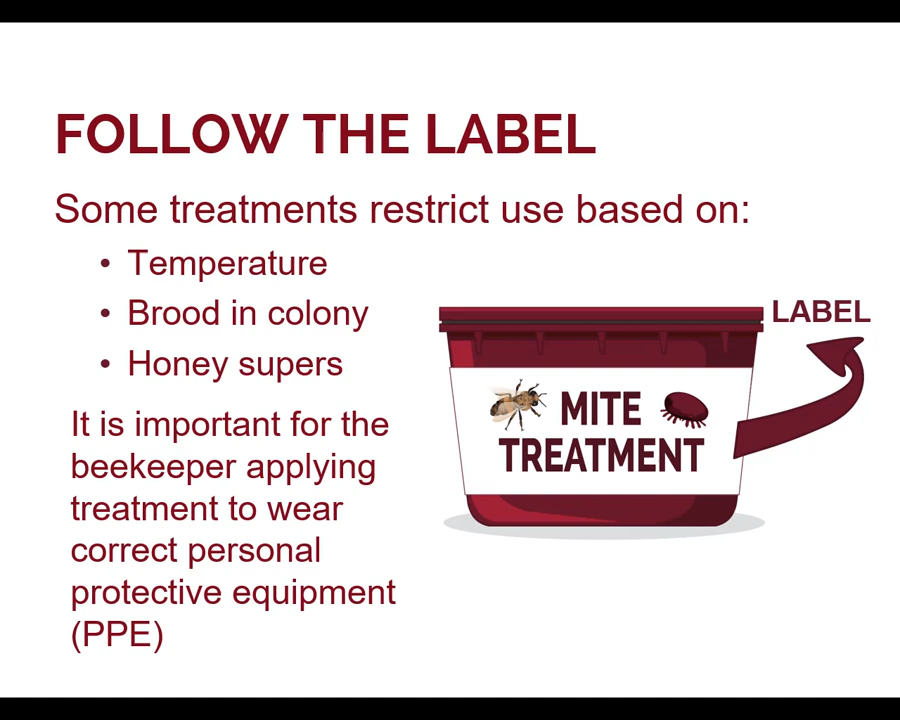 FOLLOW THE LABEL
Some treatments restrict use based on:
• Temperature
• Brood in colony
• Honey supers
It is important for the
beekeeper applying
treatment to wear
correct personal
protective equipment
(PPE)
LABEL
MITE
TREATMENT